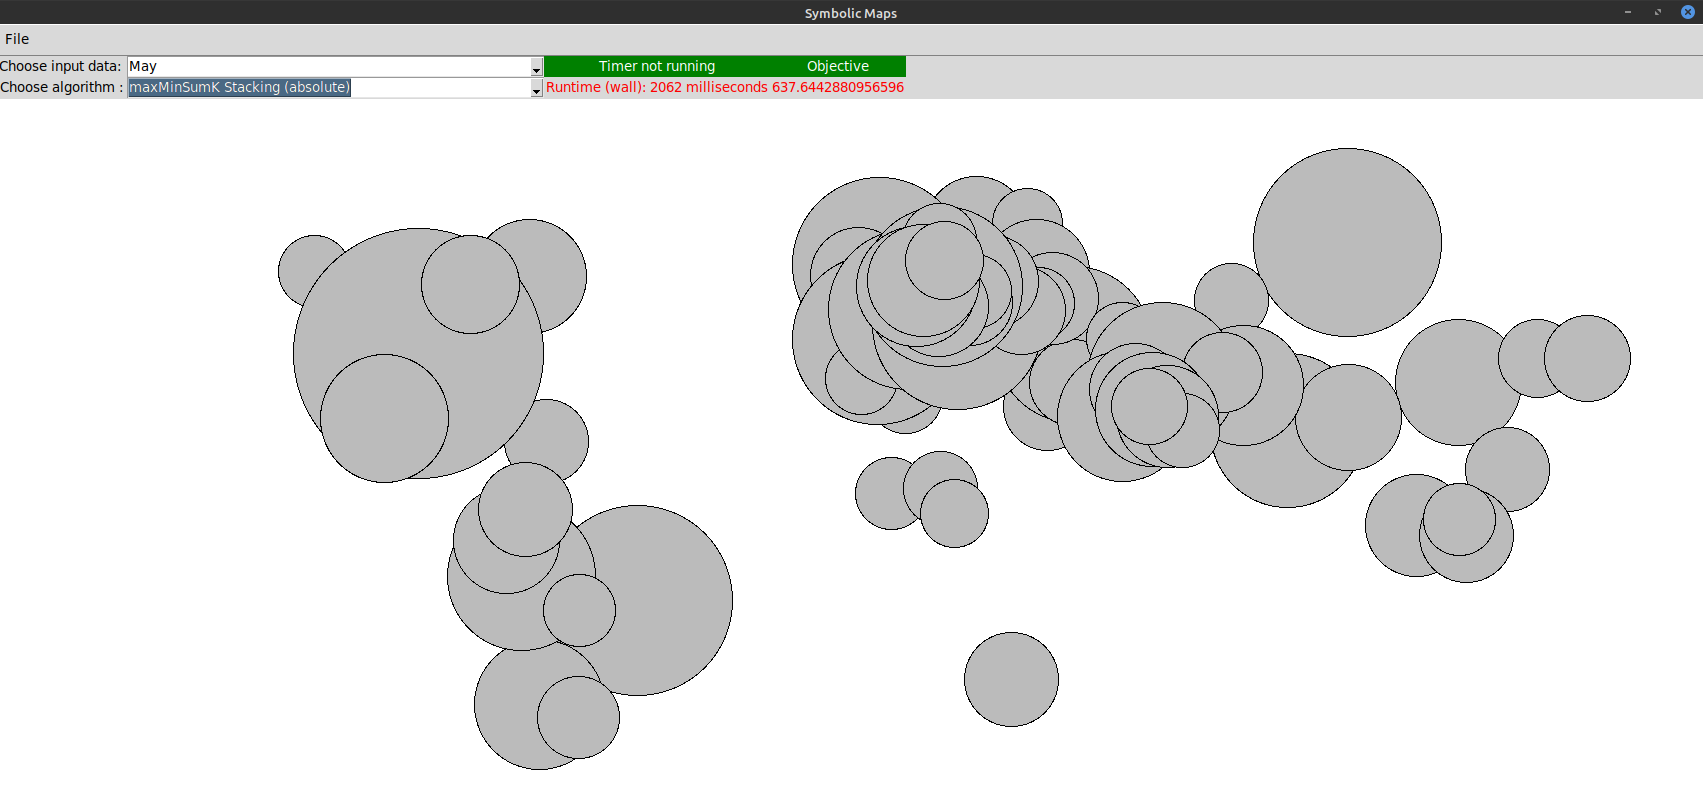 Symbolic Maps
File
Choose input data: May Timer not running Objective
Choose algorithm : maxMinSumK Stacking (absolute) Runtime (wall): 2062 milliseconds 637.6442880956596